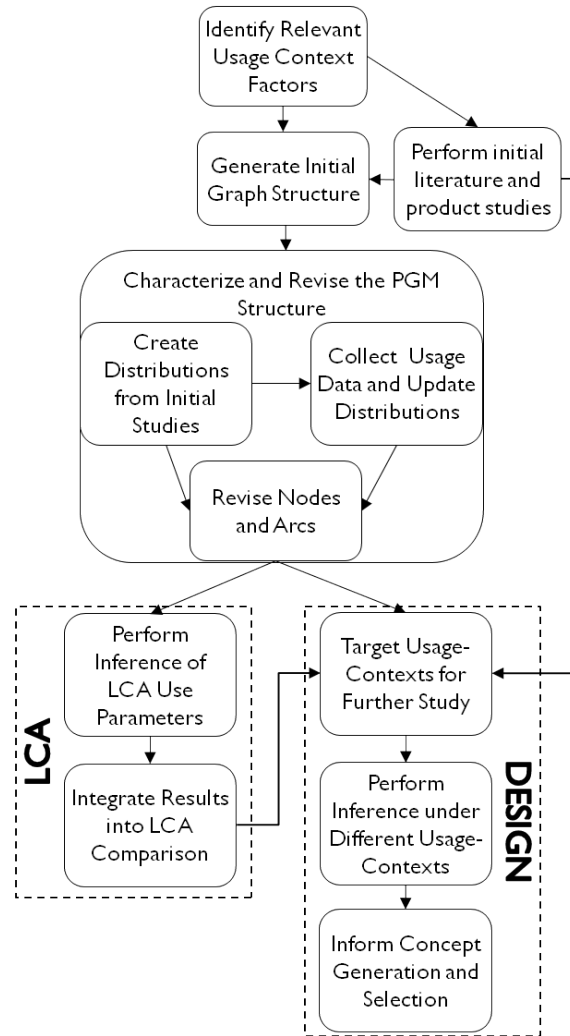 Identify Relevant
Usage Context
Factors
Generate Initial
Graph Structure
Perform initial
literature and
product studies
Characterize and Revise the PGM
Structure
Create
Distributions
from Initial
Studies
Collect Usage
Data and Update
Distributions
Revise Nodes
and Arcs
LCA
Perform
Inference of
LCA Use
Parameters
Integrate Results
into LCA
Comparison
DESIGN
Target Usage-
Contexts for
Further Study
Perform
Inference under
Different Usage-
Contexts
Inform Concept
Generation and
Selection